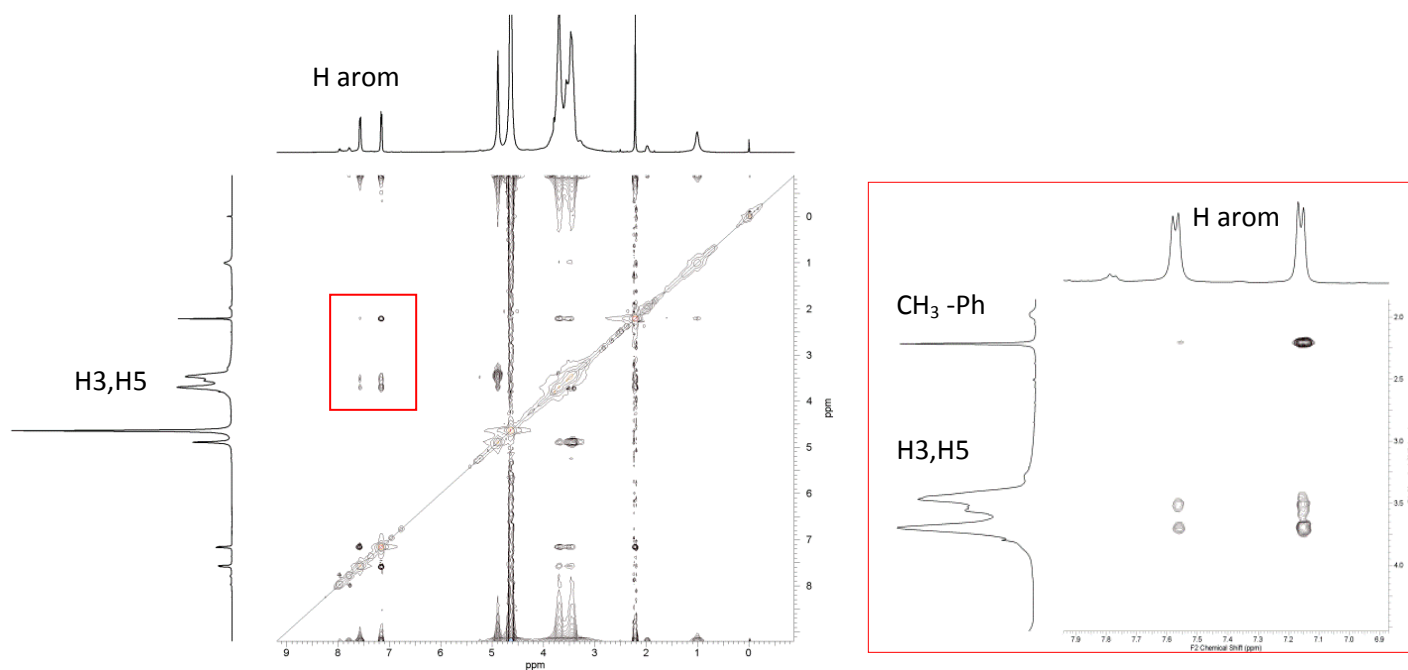 H arom
H3,H5
0
1
2
3
4
5
6
7
8
ppm
9 8 7 6 5 4 3 2 1 0
ppm
H arom
CH₃ -Ph
H3,H5
2.0
2.5
3.0
3.5
4.0
7.9 7.8 7.7 7.6 7.5 7.4 7.3 7.2 7.1 7.0 6.9
F2 Chemical Shift (ppm)